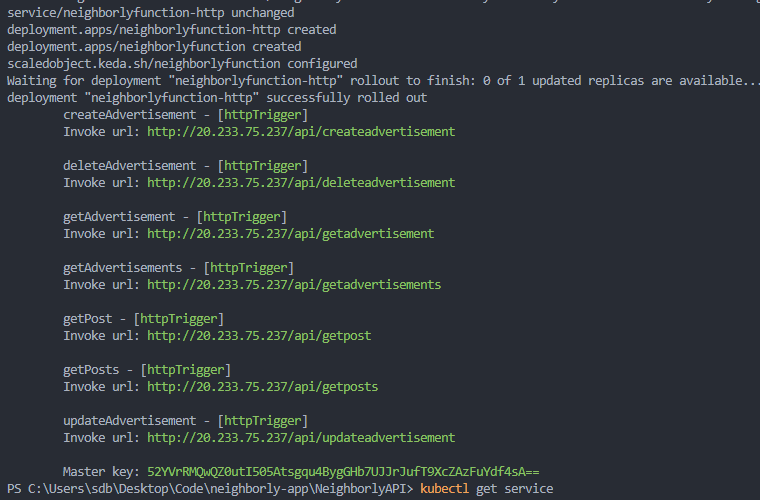 service/neighborlyfunction-http unchanged
deployment.apps/neighborlyfunction-http created
deployment.apps/neighborlyfunction created
scaledobject.keda.sh/neighborlyfunction configured
Waiting for deployment "neighborlyfunction-http" rollout to finish: 0 of 1 updated replicas are available...
deployment "neighborlyfunction-http" successfully rolled out
createAdvertisement - [httpTrigger]
Invoke url: http://20.233.75.237/api/createadvertisement
deleteAdvertisement - [httpTrigger]
Invoke url: http://20.233.75.237/api/deleteadvertisement
getAdvertisement - [httpTrigger]
Invoke url: http://20.233.75.237/api/getadvertisement
getAdvertisements - [httpTrigger]
Invoke url: http://20.233.75.237/api/getadvertisements
getPost - [httpTrigger]
Invoke url: http://20.233.75.237/api/getpost
getPosts - [httpTrigger]
Invoke url: http://20.233.75.237/api/getposts
updateAdvertisement - [httpTrigger]
Invoke url: http://20.233.75.237/api/updateadvertisement
Master key: 52YVrRMQwQZ0utI505Atsgqu4BygGHb7UJJrJufT9XcZAzFuYdf4sA==
PS C:\Users\sdb\Desktop\Code\neighborly-app\NeighborlyAPI> kubectl get service